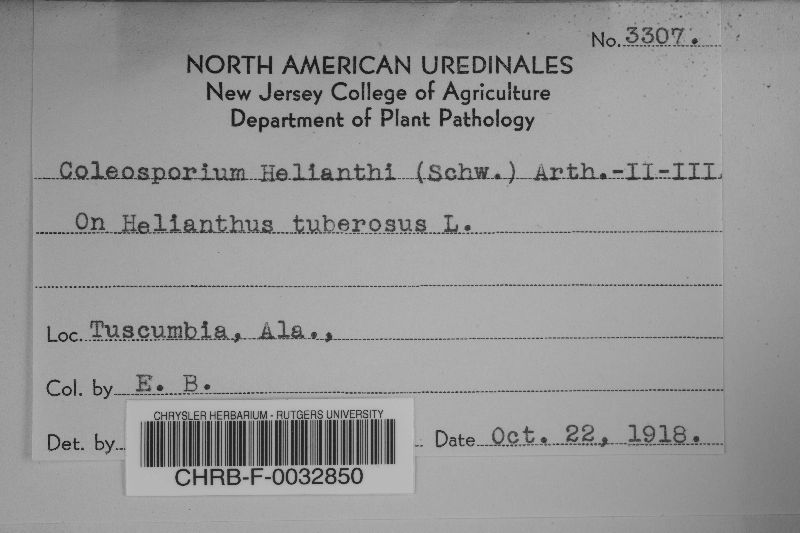 No. 3307.
NORTH AMERICAN UREDINALES
New Jersey College of Agriculture
Department of Plant Pathology
Coleosporium Helianthi (Schw.) Arth.-II-III.
On Helianthus tuberosus L.
Loc. Tuscumbia, Ala.,
Col. by E. B.
Det. by Date Oct. 22, 1918.
CHRYSLER HERBARIUM - RUTGERS UNIVERSITY
CHRB-F-0032850